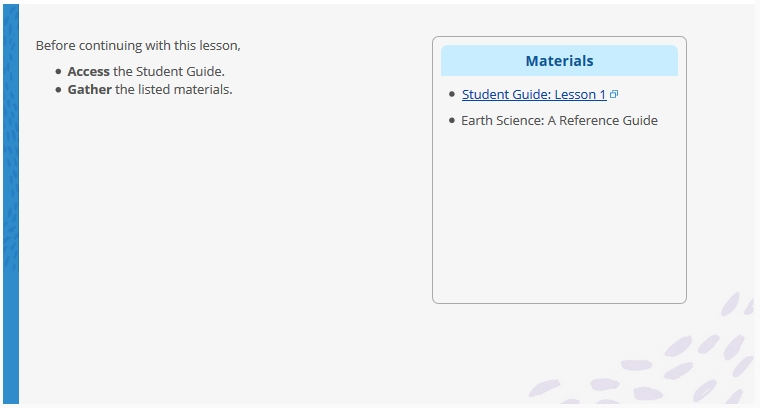 Before continuing with this lesson,
• Access the Student Guide.
• Gather the listed materials.
Materials
• Student Guide: Lesson 1
• Earth Science: A Reference Guide